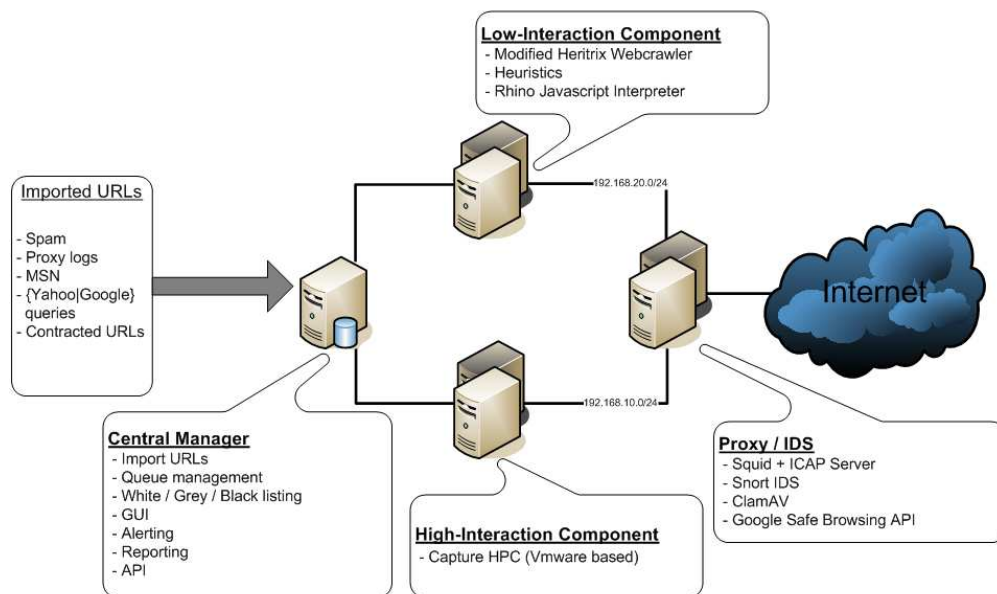 Low-Interaction Component
- Modified Heritrix Webcrawler
- Heuristics
- Rhino Javascript Interpreter
Imported URLs
- Spam
- Proxy logs
- MSN
- {Yahoo|Google}
queries
- Contracted URLs
192.168.20.0/24
Internet
192.168.10.0/24
Central Manager
- Import URLs
- Queue management
- White / Grey / Black listing
- GUI
- Alerting
- Reporting
- API
High-Interaction Component
- Capture HPC (Vmware based)
Proxy / IDS
- Squid + ICAP Server
- Snort IDS
- ClamAV
- Google Safe Browsing API